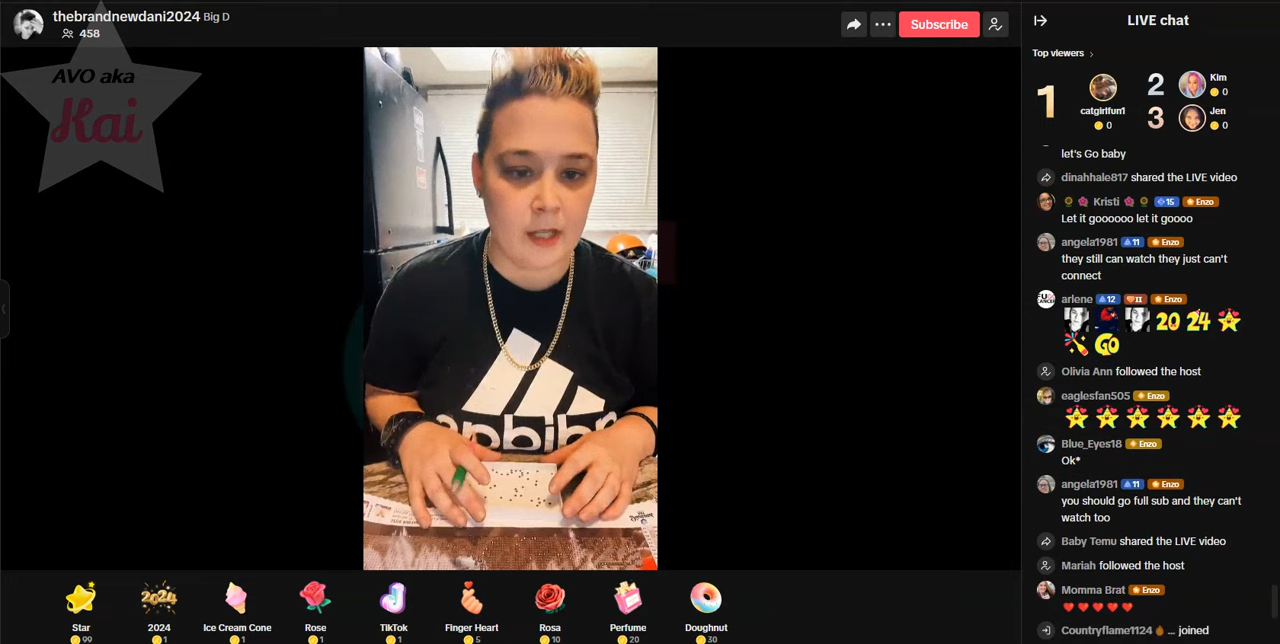 thebrandnewdani2024 Big D
458
Subscribe
LIVE chat
AVO aka
Kai
Top viewers
1
catgirlfun1
0
2
Kim
0
3
Jen
0
let's Go baby
dinahhale817 shared the LIVE video
Kristi 15 Enzo
Let it goooooo let it goooo
angela1981 11 Enzo
they still can watch they just can't
connect
arlene 12 II Enzo
20 24
GO
Olivia Ann followed the host
eaglesfan505 Enzo
Blue_Eyes18 Enzo
Ok*
angela1981 11 Enzo
you should go full sub and they can't
watch too
Baby Temu shared the LIVE video
Mariah followed the host
Momma Brat Enzo
Countryflame1124 ... joined
adidas
2024
Star
99
2024
1
Ice Cream Cone
1
Rose
1
TikTok
1
Finger Heart
5
Rosa
10
Perfume
20
Doughnut
30